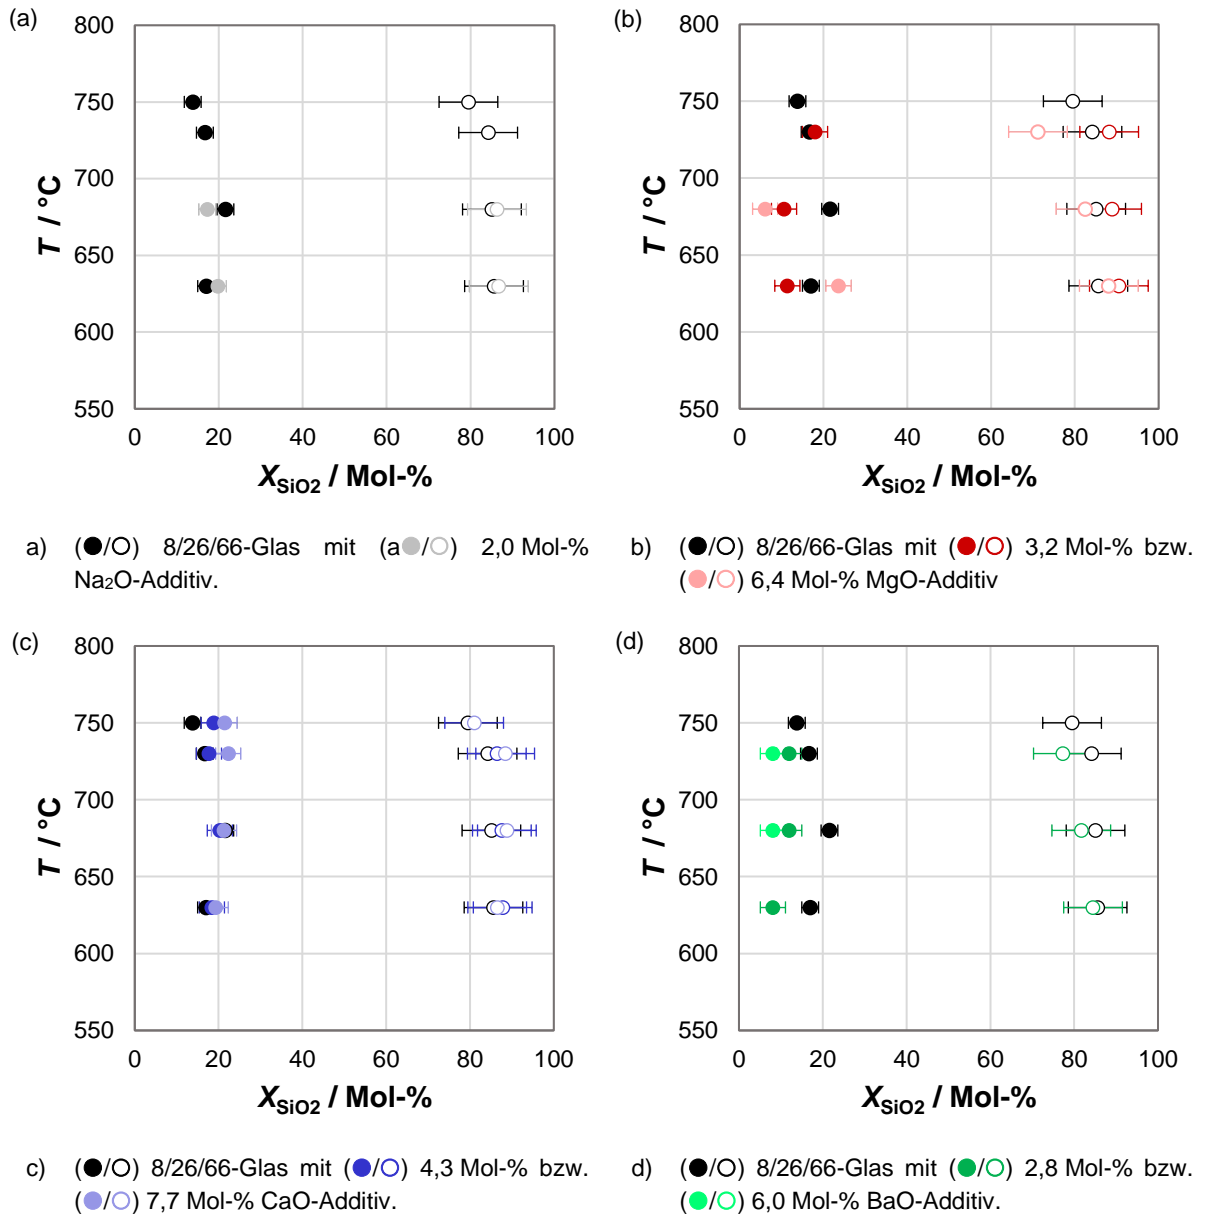 (a)
800
750
700
650
600
550
T / °C
0 20 40 60 80 100
XSiO2 / Mol-%
(b)
800
750
700
650
600
550
T / °C
0 20 40 60 80 100
XSiO2 / Mol-%
a) (●/○) 8/26/66-Glas mit (a●/○) 2,0 Mol-%
Na2O-Additiv.
b) (●/○) 8/26/66-Glas mit (●/○) 3,2 Mol-% bzw.
(●/○) 6,4 Mol-% MgO-Additiv
(c)
800
750
700
650
600
550
T / °C
0 20 40 60 80 100
XSiO2 / Mol-%
(d)
800
750
700
650
600
550
T / °C
0 20 40 60 80 100
XSiO2 / Mol-%
c) (●/○) 8/26/66-Glas mit (●/○) 4,3 Mol-% bzw.
(●/○) 7,7 Mol-% CaO-Additiv.
d) (●/○) 8/26/66-Glas mit (●/○) 2,8 Mol-% bzw.
(●/○) 6,0 Mol-% BaO-Additiv.